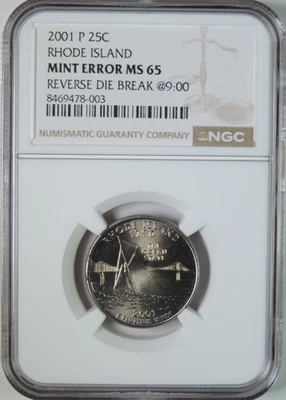 2001 P 25C
RHODE ISLAND
MINT ERROR MS 65
REVERSE DIE BREAK @9:00
8469478-003
NUMISMATIC GUARANTY COMPANY
NGC
RHODE ISLAND
1790
THE
OCEAN
STATE
2001